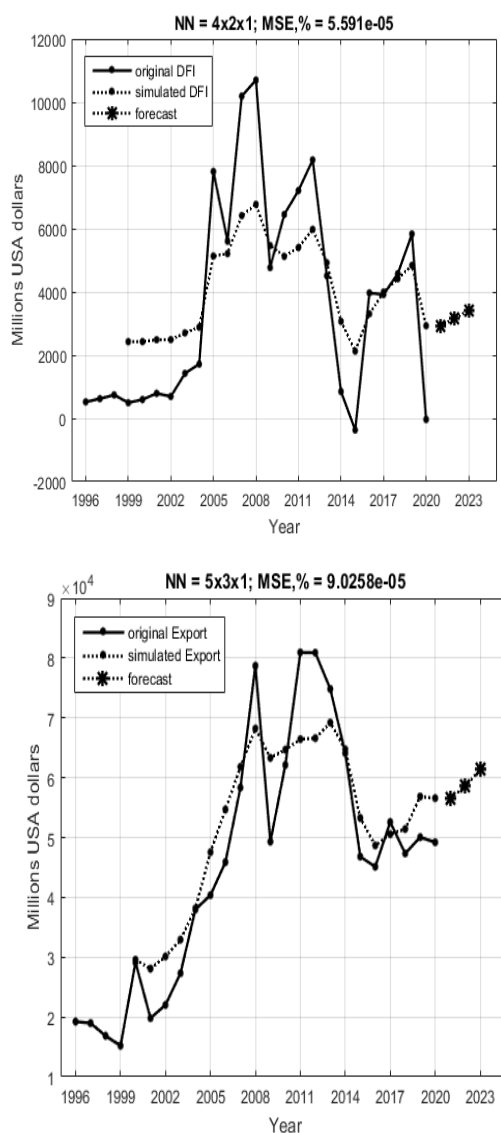 NN = 4x2x1; MSE,% = 5.591e-05
12000
10000
8000
6000
4000
2000
0
-2000
Millions USA dollars
original DFI
simulated DFI
forecast
1996 1999 2002 2005 2008 2011 2014 2017 2020 2023
Year
NN = 5x3x1; MSE,% = 9.0258e-05
×10⁴
9
8
7
6
5
4
3
2
1
Millions USA dollars
original Export
simulated Export
forecast
1996 1999 2002 2005 2008 2011 2014 2017 2020 2023
Year